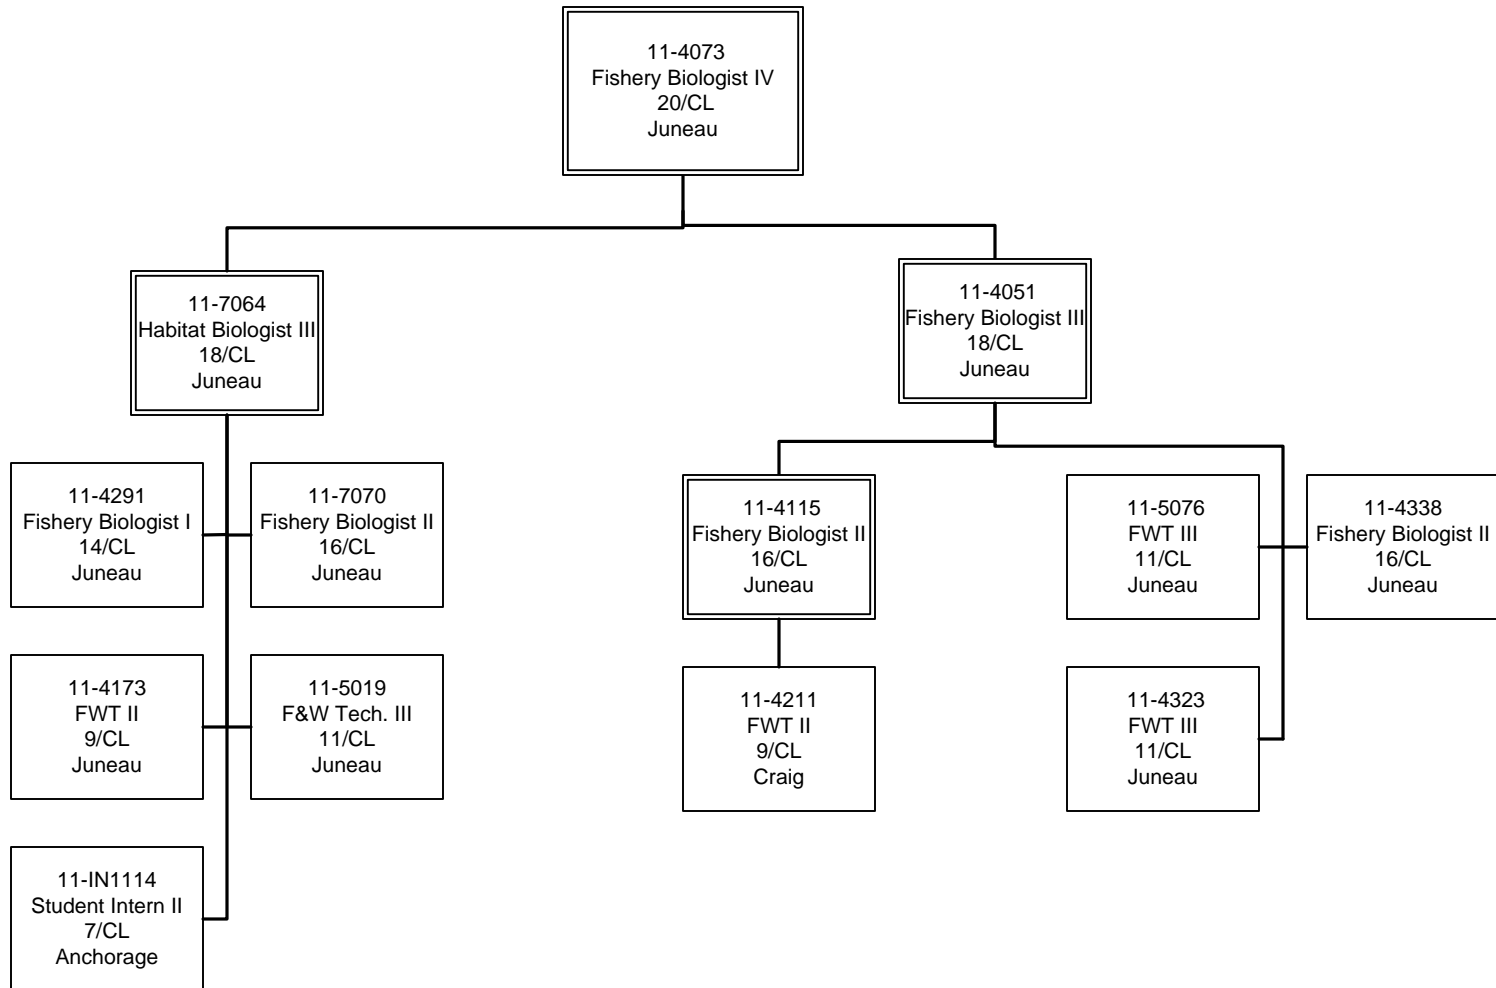 11-4073
Fishery Biologist IV
20/CL
Juneau
11-7064
Habitat Biologist III
18/CL
Juneau
11-4051
Fishery Biologist III
18/CL
Juneau
11-4291
Fishery Biologist I
14/CL
Juneau
11-7070
Fishery Biologist II
16/CL
Juneau
11-4115
Fishery Biologist II
16/CL
Juneau
11-5076
FWT III
11/CL
Juneau
11-4338
Fishery Biologist II
16/CL
Juneau
11-4173
FWT II
9/CL
Juneau
11-5019
F&W Tech. III
11/CL
Juneau
11-4211
FWT II
9/CL
Craig
11-4323
FWT III
11/CL
Juneau
11-IN1114
Student Intern II
7/CL
Anchorage